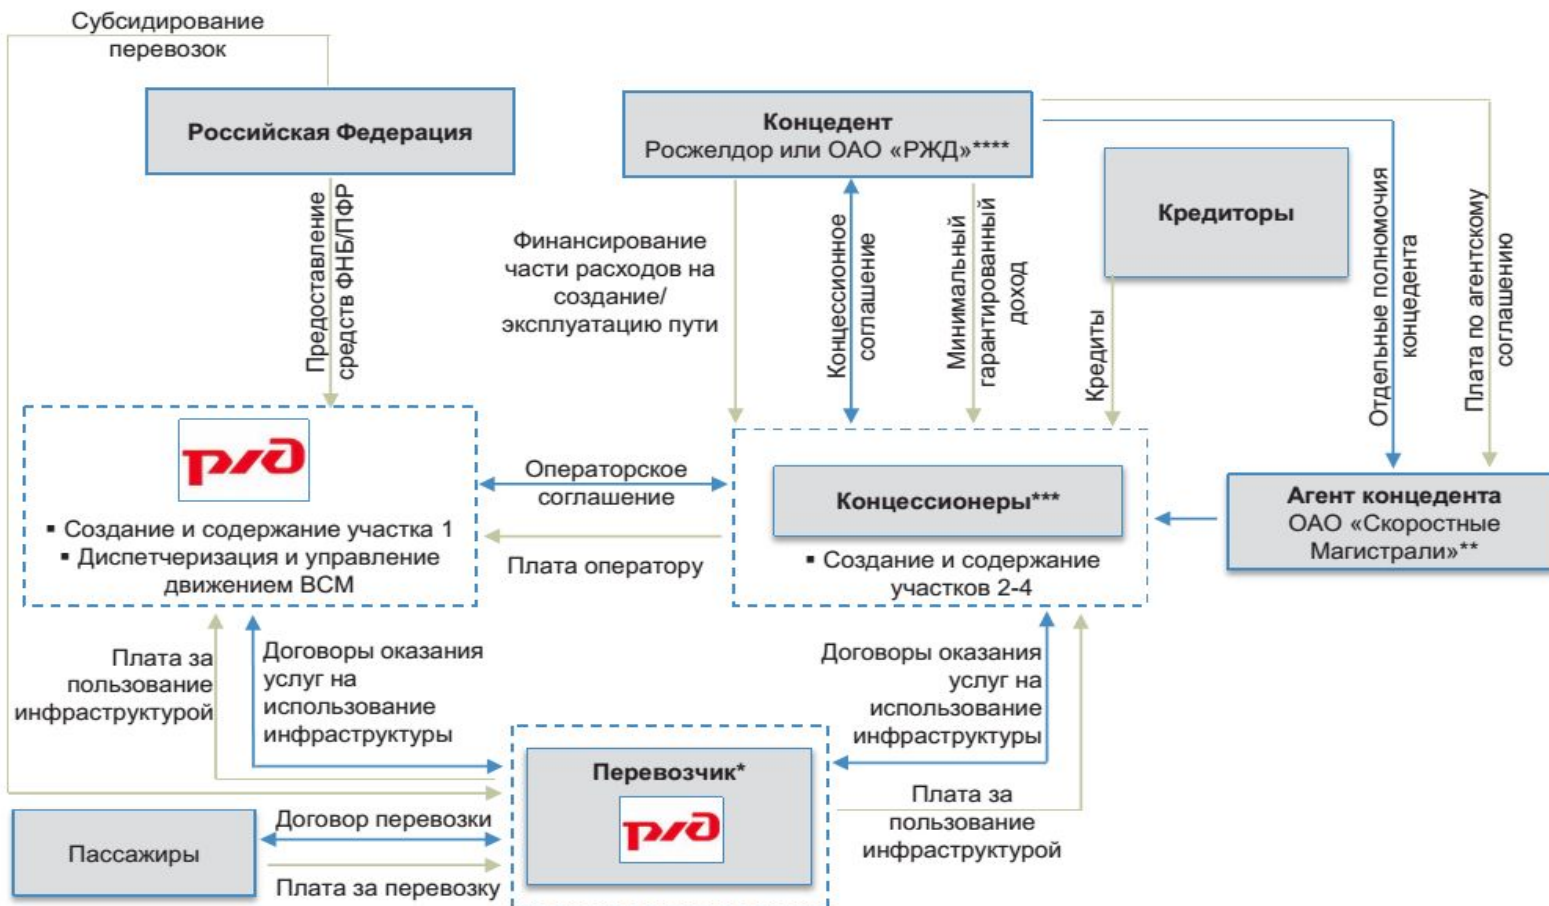 Субсидирование
перевозок
Российская Федерация
Концедент
Росжелдор или ОАО «РЖД»****
Кредиторы
Предоставление
средств ФНБ/ПФР
Финансирование
части расходов на
создание/
эксплуатацию пути
Концессионное
соглашение
Минимальный
гарантированный
доход
Кредиты
Отдельные полномочия
концедента
Плата по агентскому
соглашению
ржд
▪ Создание и содержание участка 1
▪ Диспетчеризация и управление
движением ВСМ
Операторское
соглашение
Плата оператору
Концессионеры***
▪ Создание и содержание
участков 2-4
Агент концедента
ОАО «Скоростные
Магистрали»**
Плата за
пользование
инфраструктурой
Договоры оказания
услуг на
использование
инфраструктуры
Договоры оказания
услуг на
использование
инфраструктуры
Перевозчик*
ржд
Плата за
пользование
инфраструктурой
Пассажиры
Договор перевозки
Плата за перевозку